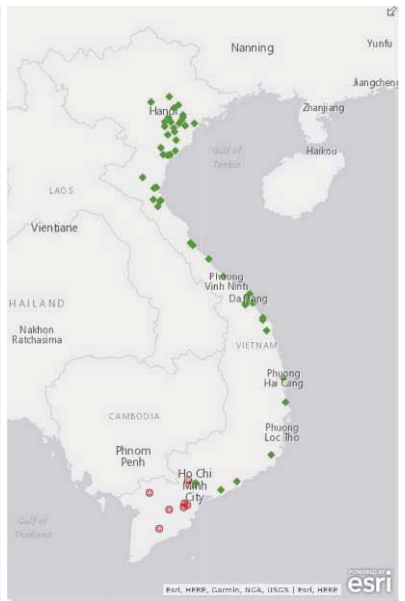 Nanning
Yunfu
Jiangcheng
Hanoi
Zhanjiang
Gulf of
Tonkin
Haikou
LAOS
Vientiane
Phuong
Vinh Ninh
Da Nang
HAILAND
Nakhon
Ratchasima
VIETNAM
Phuong
Hai Cang
CAMBODIA
Phuong
Loc Tho
Phnom
Penh
Ho Chi
Minh
City
Gulf of
Thailand
POWERED BY
esri
Esri, HERE, Garmin, NGA, USGS | Esri, HERE